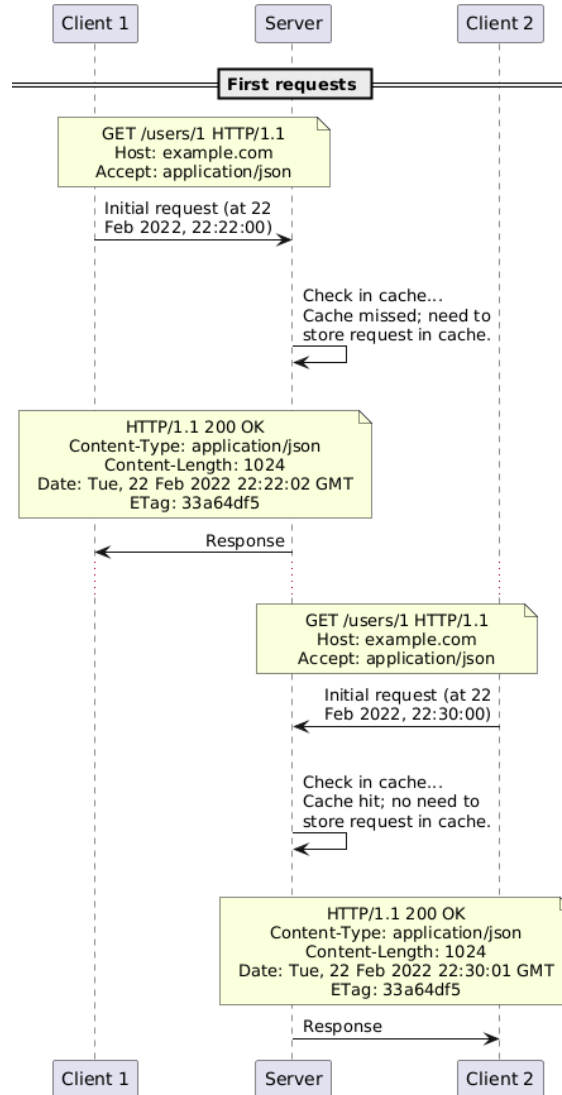 Client 1
Server
Client 2
First requests
GET /users/1 HTTP/1.1
Host: example.com
Accept: application/json
Initial request (at 22
Feb 2022, 22:22:00)
Check in cache...
Cache missed; need to
store request in cache.
HTTP/1.1 200 OK
Content-Type: application/json
Content-Length: 1024
Date: Tue, 22 Feb 2022 22:22:02 GMT
ETag: 33a64df5
Response
GET /users/1 HTTP/1.1
Host: example.com
Accept: application/json
Initial request (at 22
Feb 2022, 22:30:00)
Check in cache...
Cache hit; no need to
store request in cache.
HTTP/1.1 200 OK
Content-Type: application/json
Content-Length: 1024
Date: Tue, 22 Feb 2022 22:30:01 GMT
ETag: 33a64df5
Response
Client 1
Server
Client 2